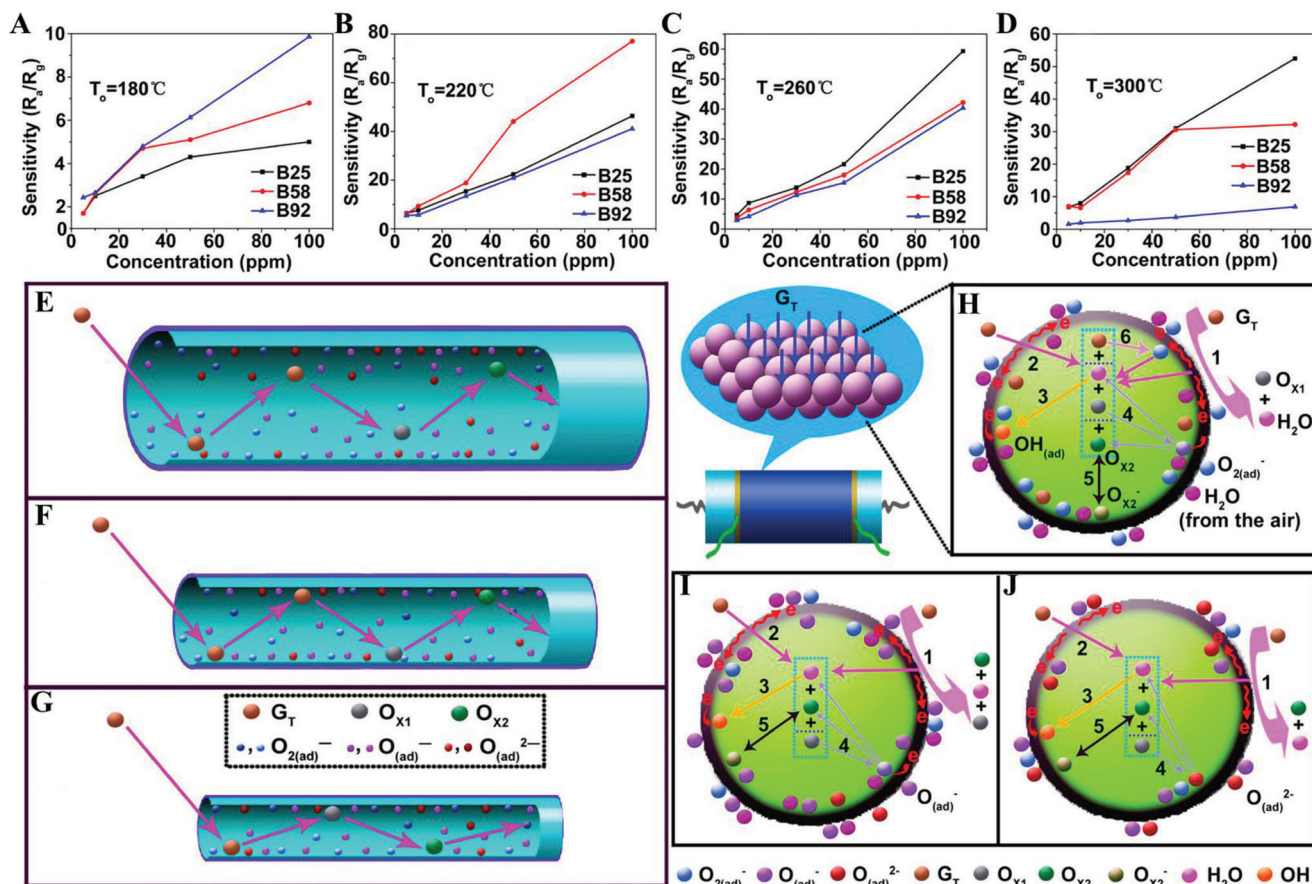 A
10
8
6
4
2
0 20 40 60 80 100
Sensitivity (Ra/Rg)
Concentration (ppm)
To=180℃
B25
B58
B92
B
80
60
40
20
0
0 20 40 60 80 100
Sensitivity (Ra/Rg)
Concentration (ppm)
To=220℃
B25
B58
B92
C
60
50
40
30
20
10
0
0 20 40 60 80 100
Sensitivity (Ra/Rg)
Concentration (ppm)
To=260℃
B25
B58
B92
D
60
50
40
30
20
10
0
0 20 40 60 80 100
Sensitivity (Ra/Rg)
Concentration (ppm)
To=300℃
B25
B58
B92
E
F
G
GT OX1 OX2
, O2(ad)— , O(ad)— , O(ad)2—
GT
H
GT
e 6 e
2 + 1
3 + 4
+
e e
OX1
+
H2O
OH(ad)
OX2
5
OX2-
O2(ad)-
H2O
(from the air)
I
e e
2 1
3 +
5 +
4
e e
e
+
+
O(ad)-
J
e e
2 1
3 +
5 4
e e
+
O(ad)2-
O2(ad)- O(ad)- O(ad)2- GT OX1 OX2 OX2- H2O OH